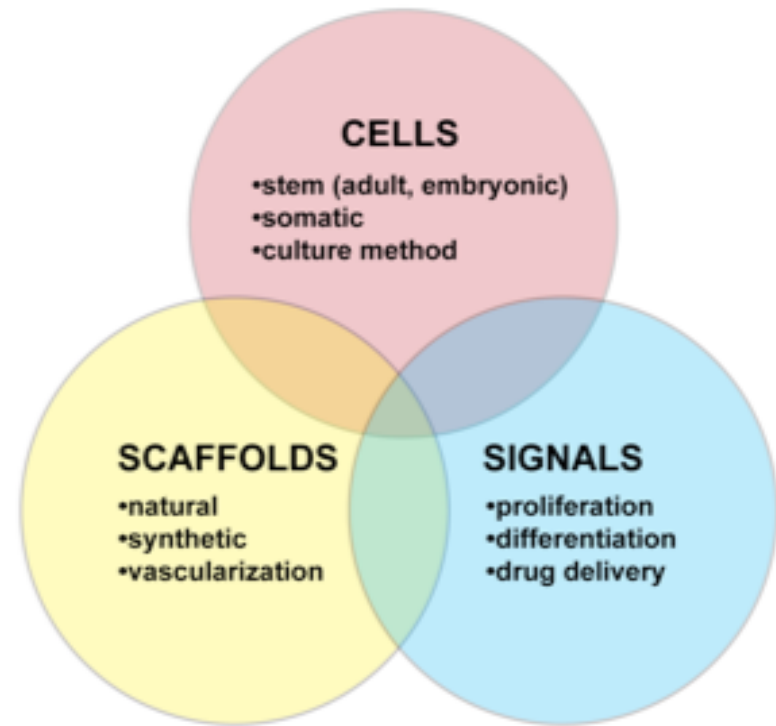 CELLS
•stem (adult, embryonic)
•somatic
•culture method
SCAFFOLDS
•natural
•synthetic
•vascularization
SIGNALS
•proliferation
•differentiation
•drug delivery